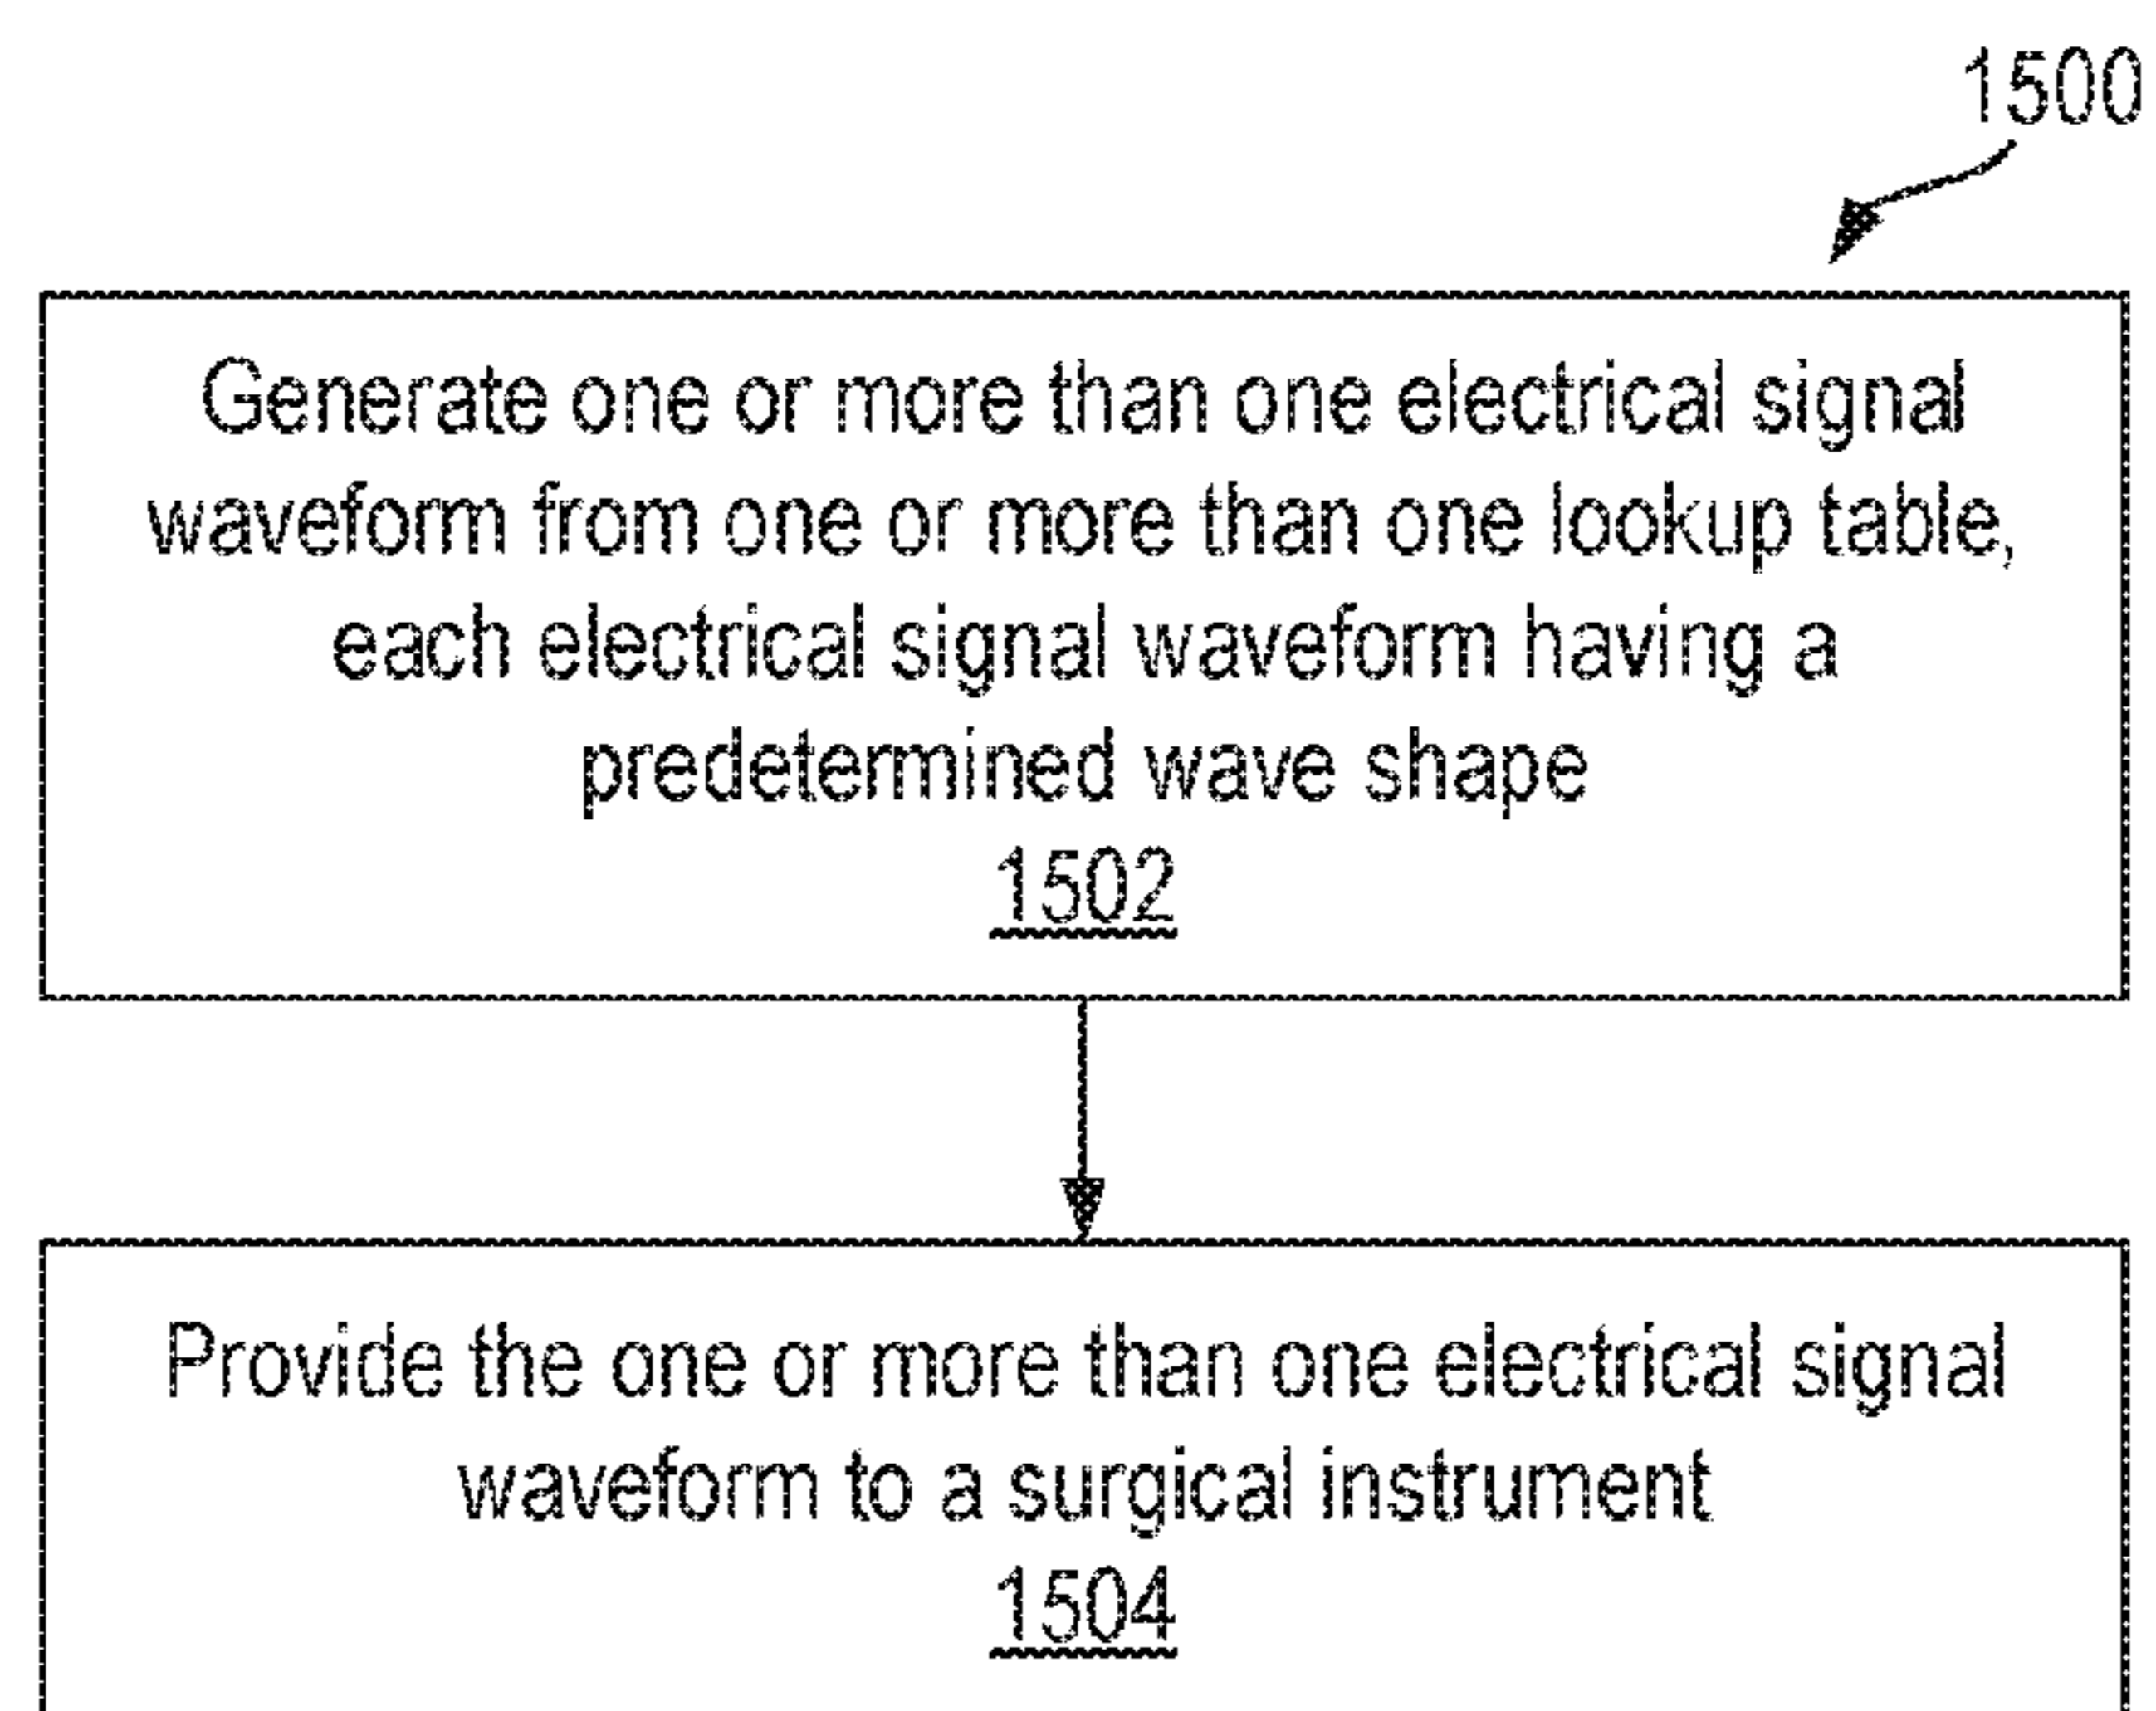 1500
Generate one or more than one electrical signal
waveform from one or more than one lookup table,
each electrical signal waveform having a
predetermined wave shape
1502
Provide the one or more than one electrical signal
waveform to a surgical instrument
1504